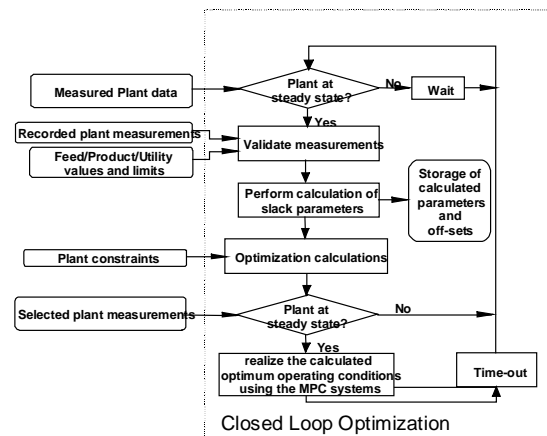 Measured Plant data
Plant at
steady state?
No
Wait
Yes
Recorded plant measurements
Feed/Product/Utility
values and limits
Validate measurements
Perform calculation of
slack parameters
Storage of
calculated
parameters
and
off-sets
Plant constraints
Optimization calculations
Selected plant measurements
Plant at
steady state?
No
Yes
realize the calculated
optimum operating conditions
using the MPC systems
Time-out
Closed Loop Optimization